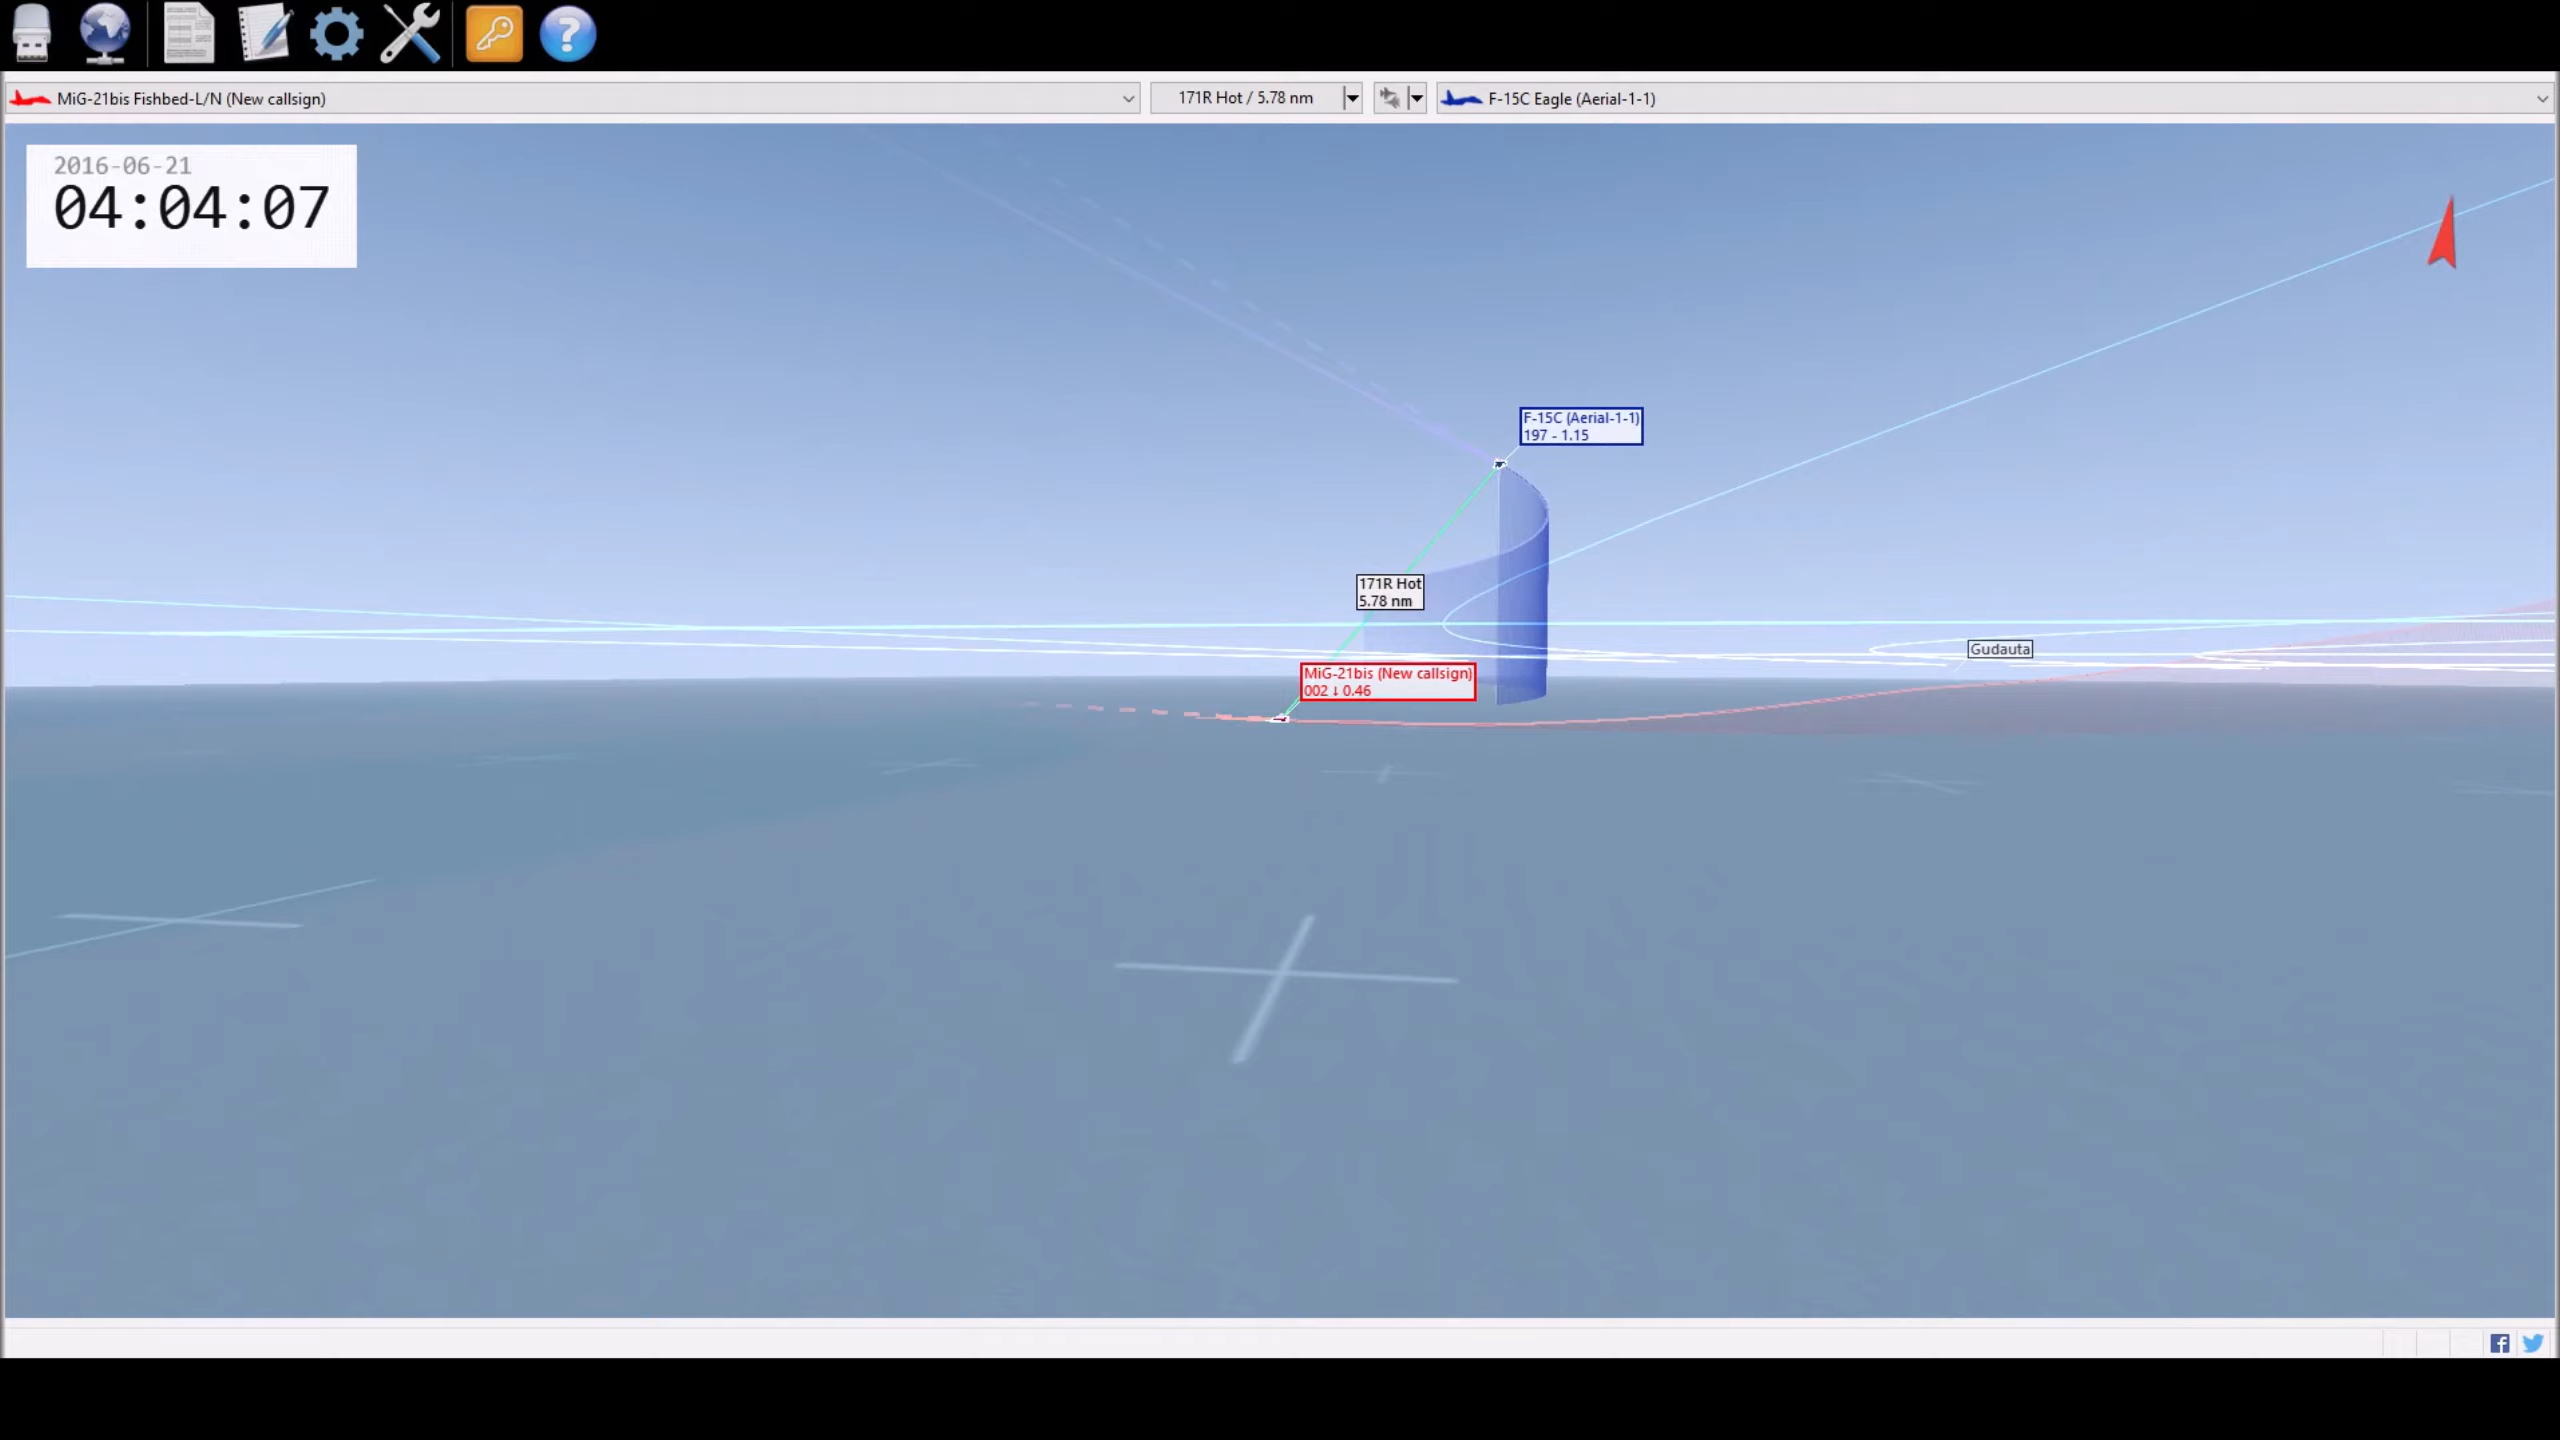 MiG-21bis Fishbed-L/N (New callsign)
171R Hot / 5.78 nm
F-15C Eagle (Aerial-1-1)
2016-06-21
04:04:07
F-15C (Aerial-1-1)
197 - 1.15
171R Hot
5.78 nm
Gudauta
MiG-21bis (New callsign)
002 ↓ 0.46